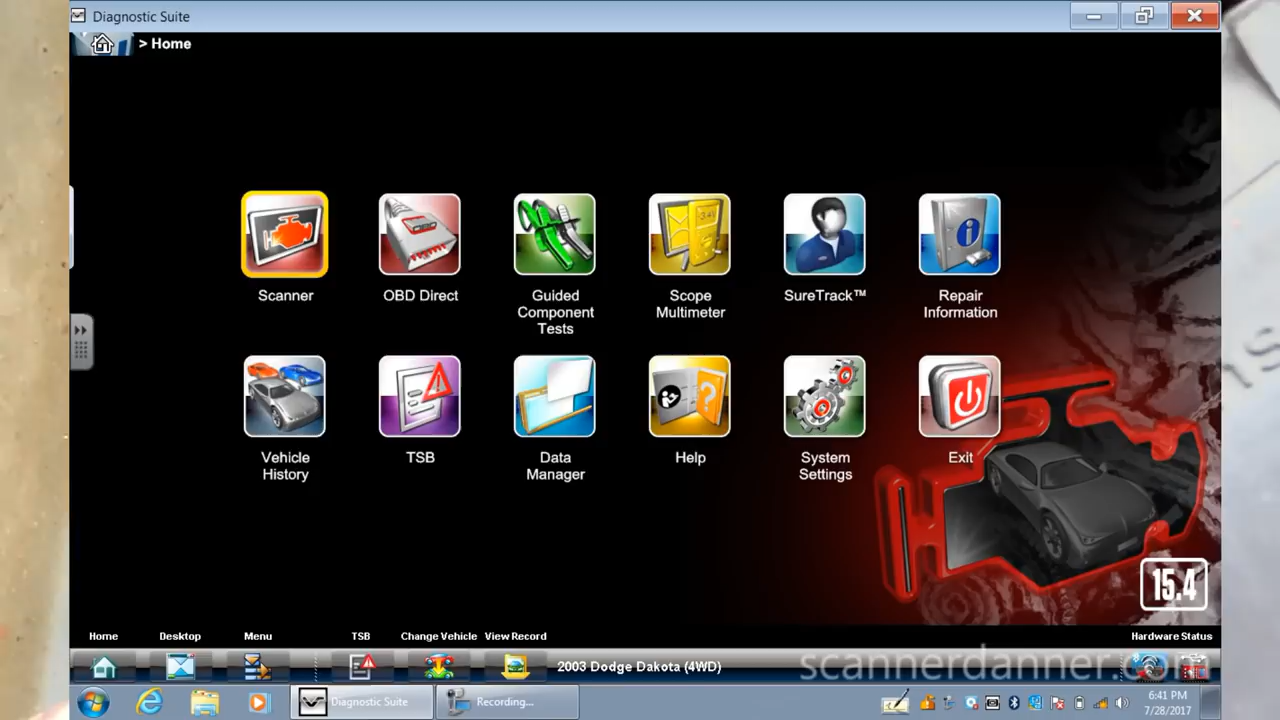 Diagnostic Suite
> Home
Scanner
OBD Direct
Guided
Component
Tests
Scope
Multimeter
SureTrack™
Repair
Information
Vehicle
History
TSB
Data
Manager
Help
System
Settings
Exit
15.4
Home
Desktop
Menu
TSB
Change Vehicle
View Record
Hardware Status
2003 Dodge Dakota (4WD)
scannerdanner.com
Diagnostic Suite
Recording...
6:41 PM
7/28/2017